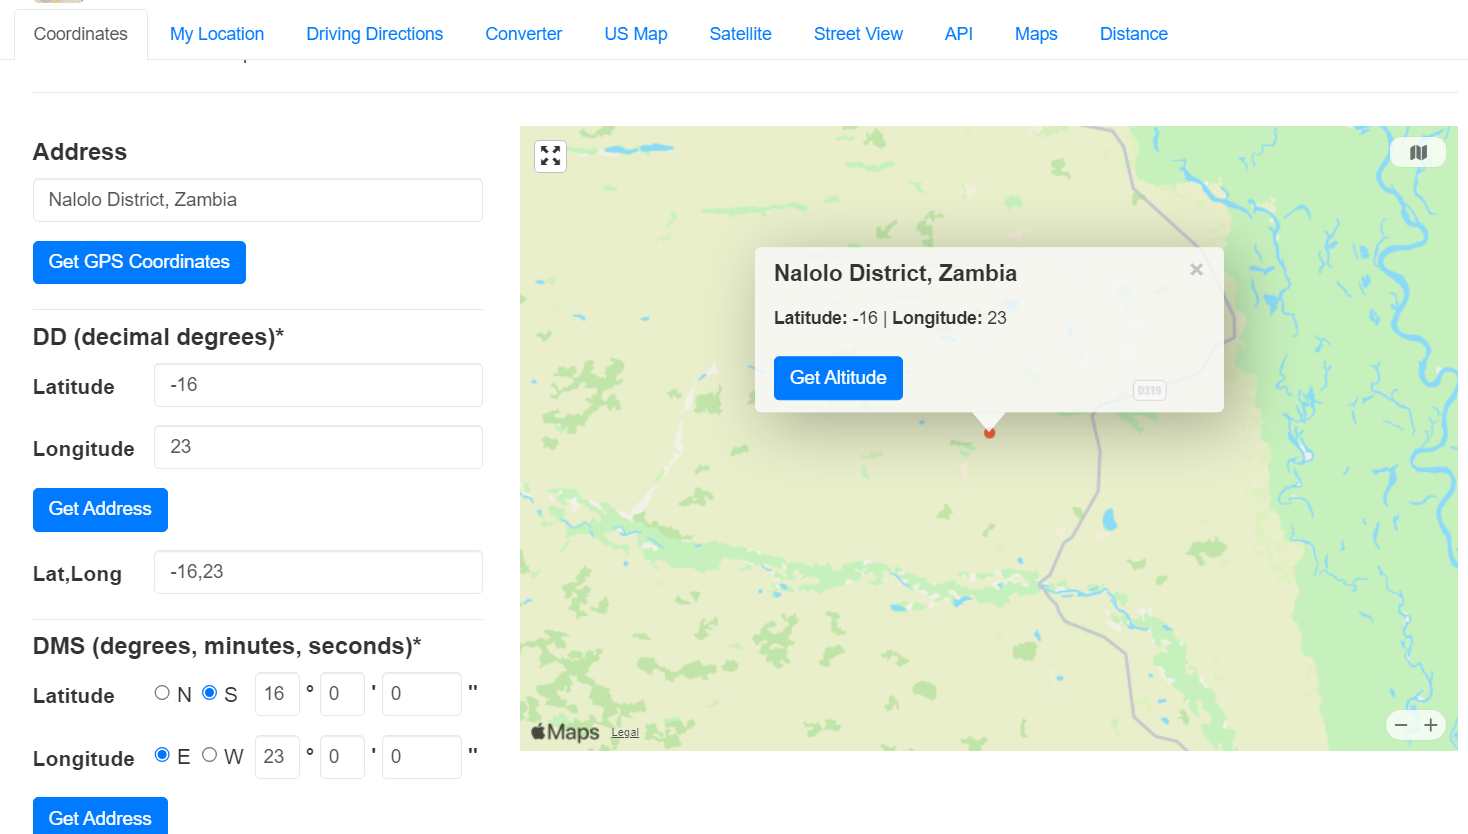 Coordinates
My Location
Driving Directions
Converter
US Map
Satellite
Street View
API
Maps
Distance
Address
Nalolo District, Zambia
Get GPS Coordinates
DD (decimal degrees)*
Latitude
-16
Longitude
23
Get Address
Lat,Long
-16,23
DMS (degrees, minutes, seconds)*
Latitude
N S 16 ° 0 ' 0 "
Longitude
E W 23 ° 0 ' 0 "
Get Address
Nalolo District, Zambia
×
Latitude: -16 | Longitude: 23
Get Altitude
D319
Maps
Legal